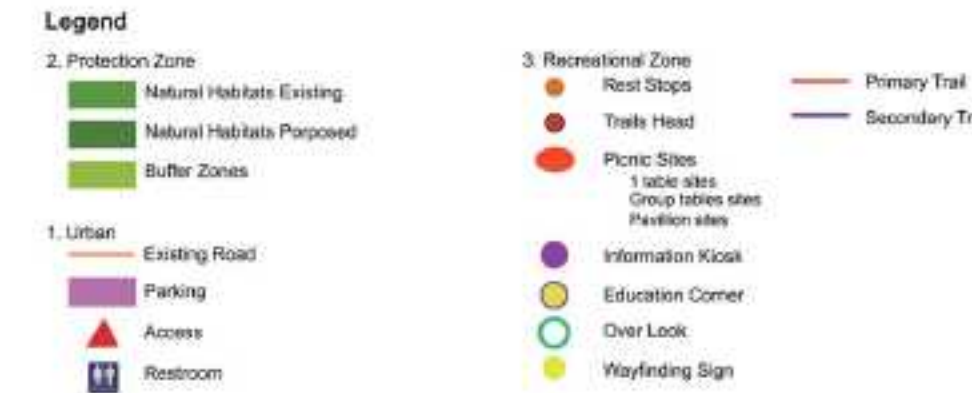 Legend
2. Protection Zone
Natural Habitats Existing
Natural Habitats Porposed
Buffer Zones
1. Urban
Existing Road
Parking
Access
Restroom
3. Recreational Zone
Rest Stops
Trails Head
Picnic Sites
1 table sites
Group tables sites
Pavilion sites
Information Kiosk
Education Corner
Over Look
Wayfinding Sign
Primary Trail
Secondary Tr